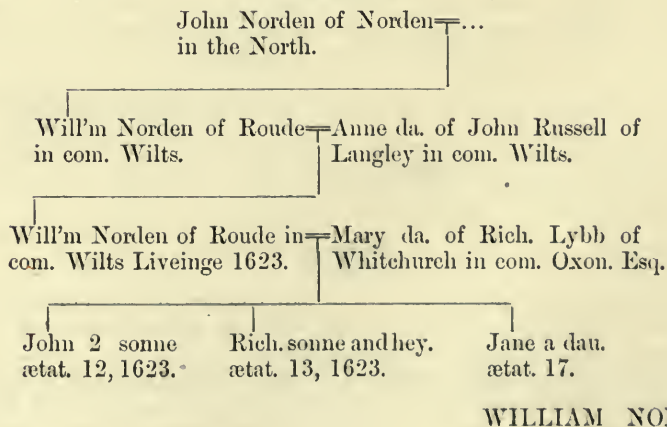 John Norden of Norden=...
in the North.
Will'm Norden of Roude=Anne da. of John Russell of
in com. Wilts. Langley in com. Wilts.
Will'm Norden of Roude in=Mary da. of Rich. Lybb of
com. Wilts Liveinge 1623. Whitchurch in com. Oxon. Esq.
John 2 sonne Rich. sonne and hey. Jane a dau.
ætat. 12, 1623. ætat. 13, 1623. ætat. 17.
WILLIAM